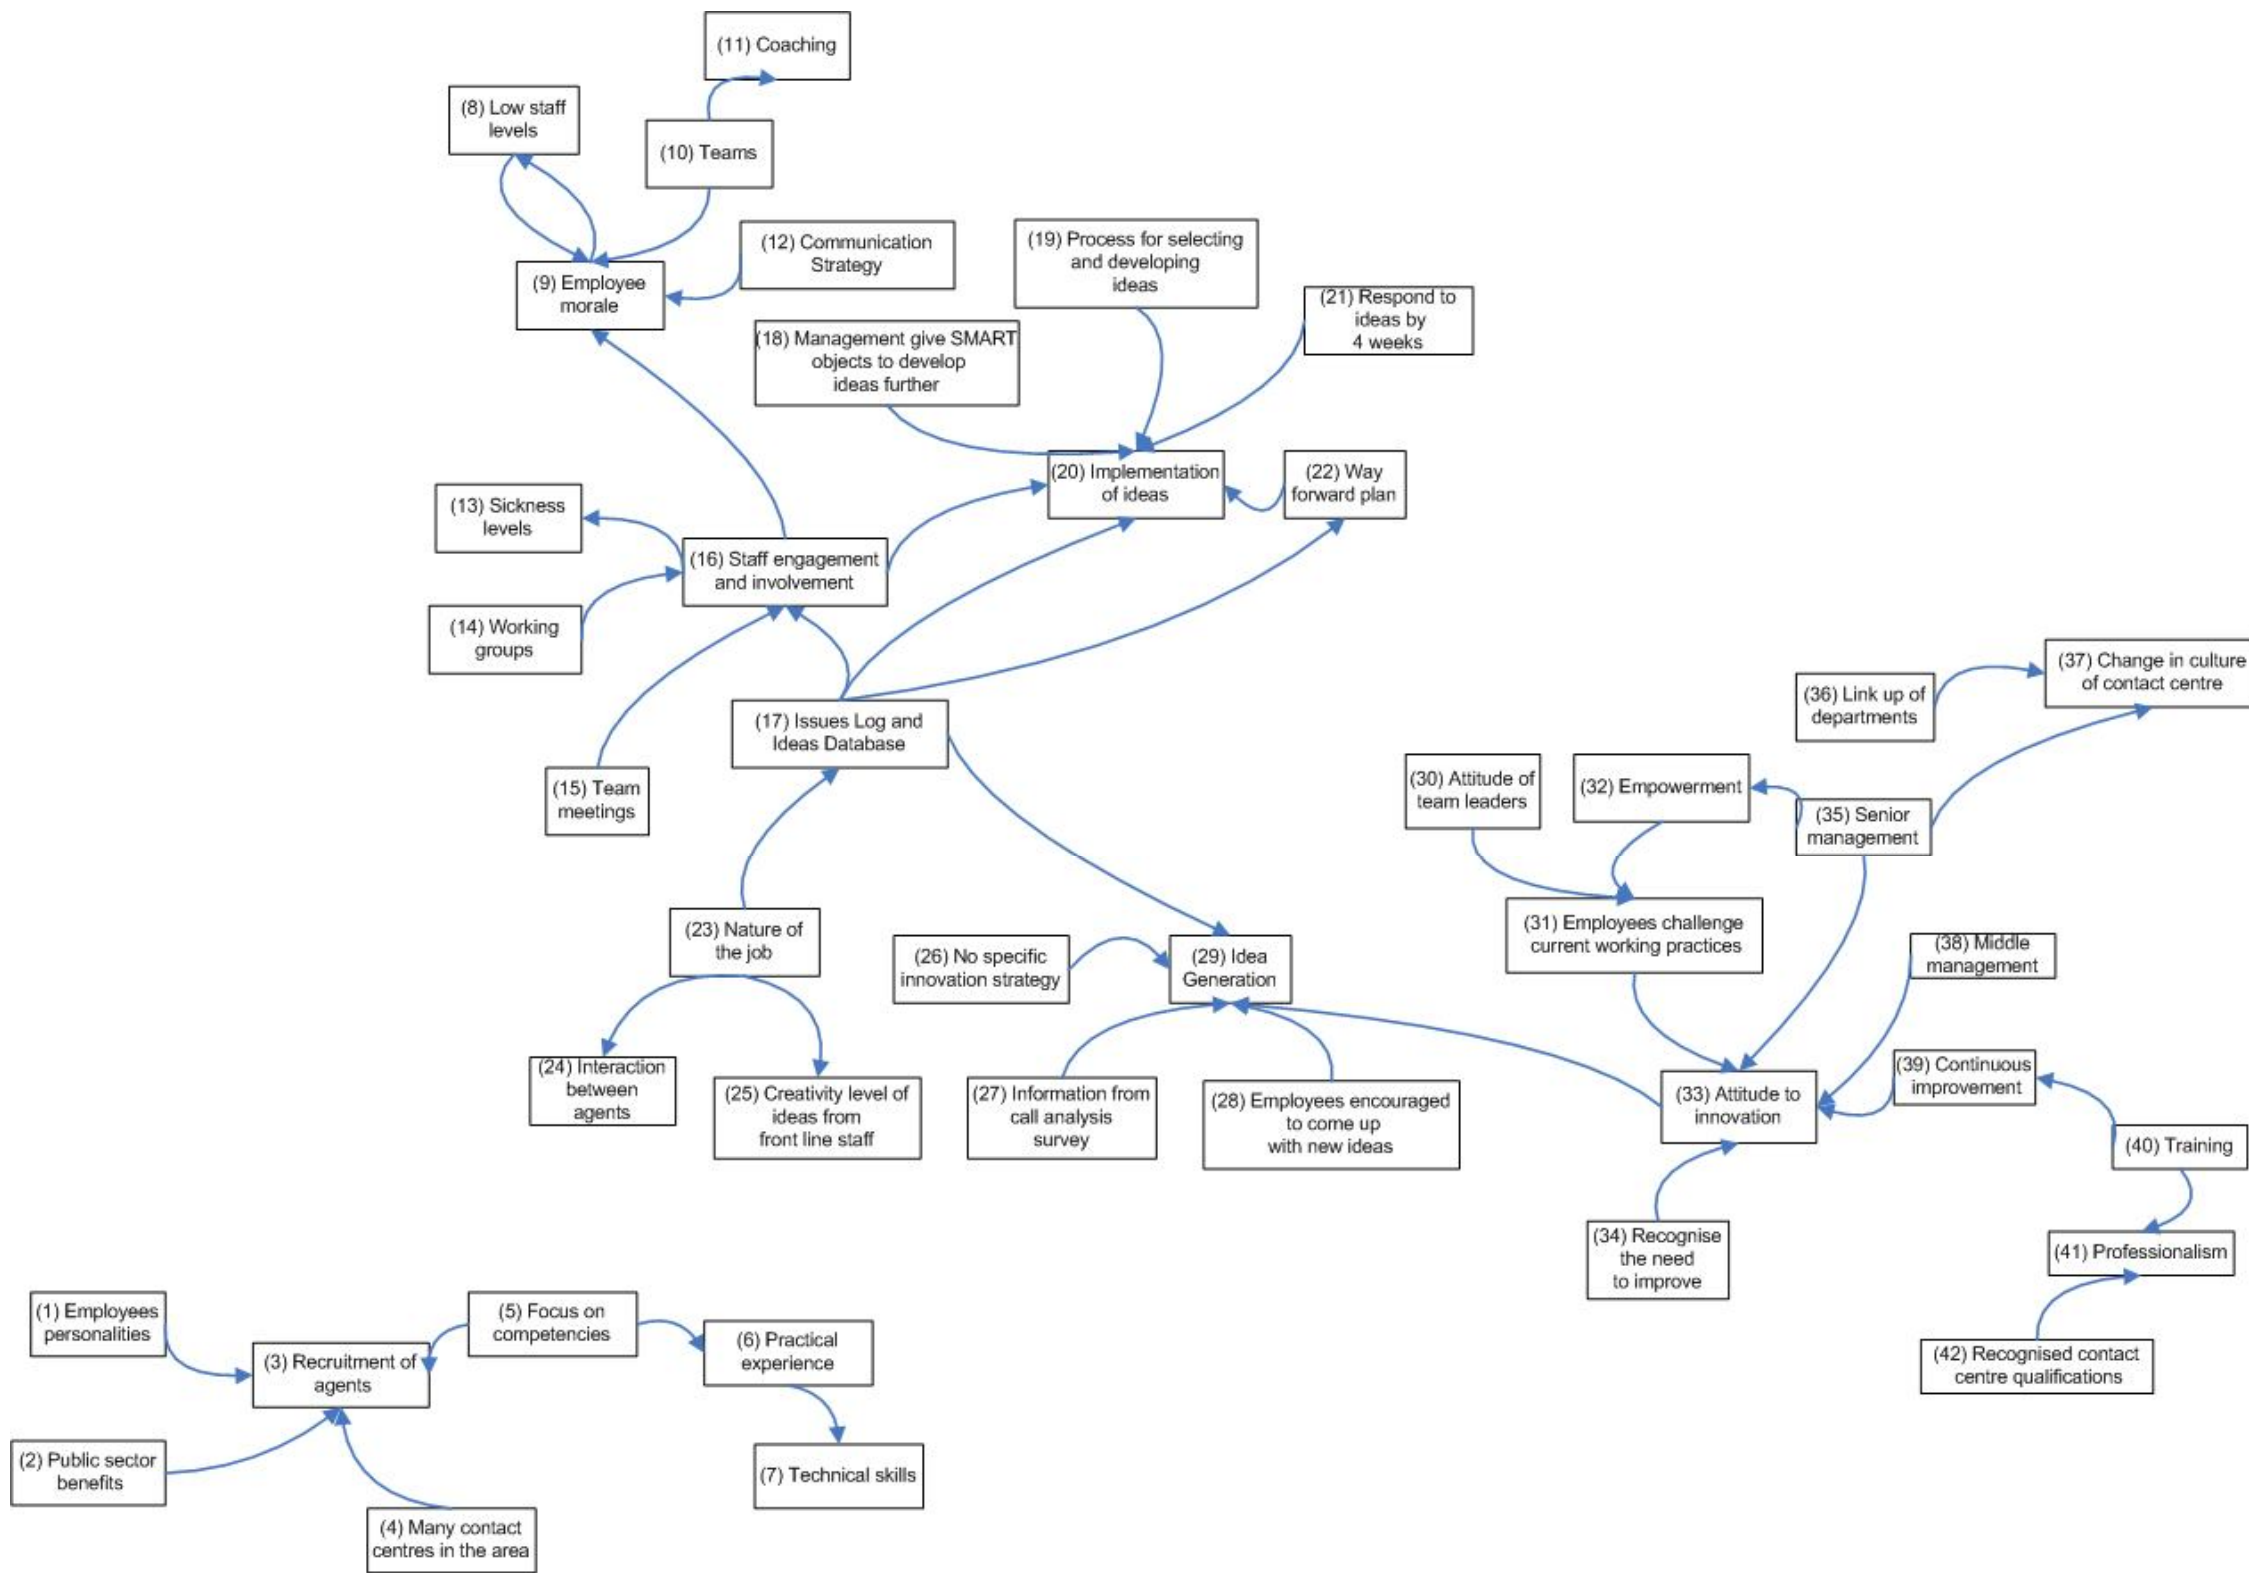 (11) Coaching
(8) Low staff
levels
(10) Teams
(12) Communication
Strategy
(19) Process for selecting
and developing
ideas
(9) Employee
morale
(21) Respond to
ideas by
4 weeks
(18) Management give SMART
objects to develop
ideas further
(20) Implementation
of ideas
(22) Way
forward plan
(13) Sickness
levels
(16) Staff engagement
and involvement
(14) Working
groups
(37) Change in culture
of contact centre
(36) Link up of
departments
(17) Issues Log and
Ideas Database
(15) Team
meetings
(30) Attitude of
team leaders
(32) Empowerment
(35) Senior
management
(23) Nature of
the job
(26) No specific
innovation strategy
(29) Idea
Generation
(31) Employees challenge
current working practices
(38) Middle
management
(24) Interaction
between
agents
(25) Creativity level of
ideas from
front line staff
(27) Information from
call analysis
survey
(28) Employees encouraged
to come up
with new ideas
(33) Attitude to
innovation
(39) Continuous
improvement
(40) Training
(34) Recognise
the need
to improve
(41) Professionalism
(1) Employees
personalities
(5) Focus on
competencies
(6) Practical
experience
(3) Recruitment of
agents
(42) Recognised contact
centre qualifications
(2) Public sector
benefits
(7) Technical skills
(4) Many contact
centres in the area